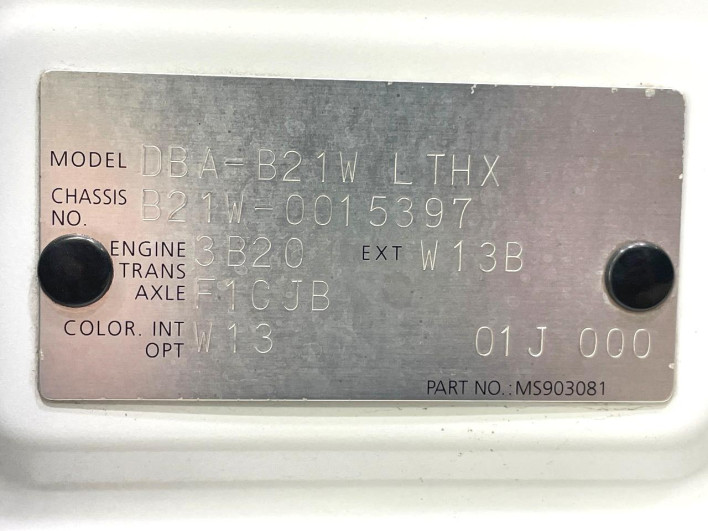 MODEL DBA-B21W LTHX
CHASSIS NO. B21W-0015397
ENGINE 3B20 EXT W13B
TRANS AXLE F1CJB
COLOR. INT OPT W13 01J 000
PART NO.:MS903081